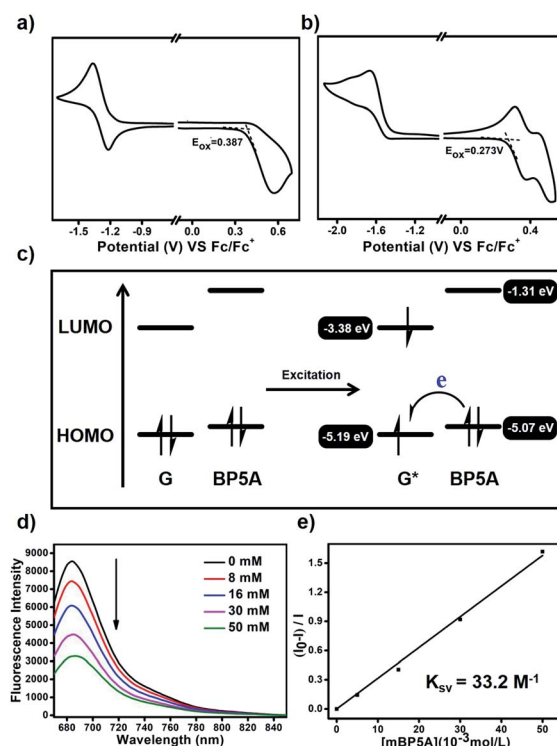 a)
E_ox=0.387
-1.5 -1.2 -0.9 0.0 0.3 0.6
Potential (V) VS Fc/Fc⁺
b)
E_ox=0.273V
-2.0 -1.6 -1.2 0.0 0.4
Potential (V) VS Fc/Fc⁺
c)
LUMO
HOMO
G BP5A
Excitation
-3.38 eV
-1.31 eV
e
-5.19 eV
-5.07 eV
G* BP5A
d)
Fluorescence Intensity
9000
8000
7000
6000
5000
4000
3000
2000
1000
0
0 mM
8 mM
16 mM
30 mM
50 mM
680 720 760 800 840
Wavelength (nm)
e)
(I₀-I) / I
1.5
1.2
0.9
0.6
0.3
0.0
K_sv = 33.2 M⁻¹
0 10 20 30 40 50
[mBP5A](10⁻³mol/L)